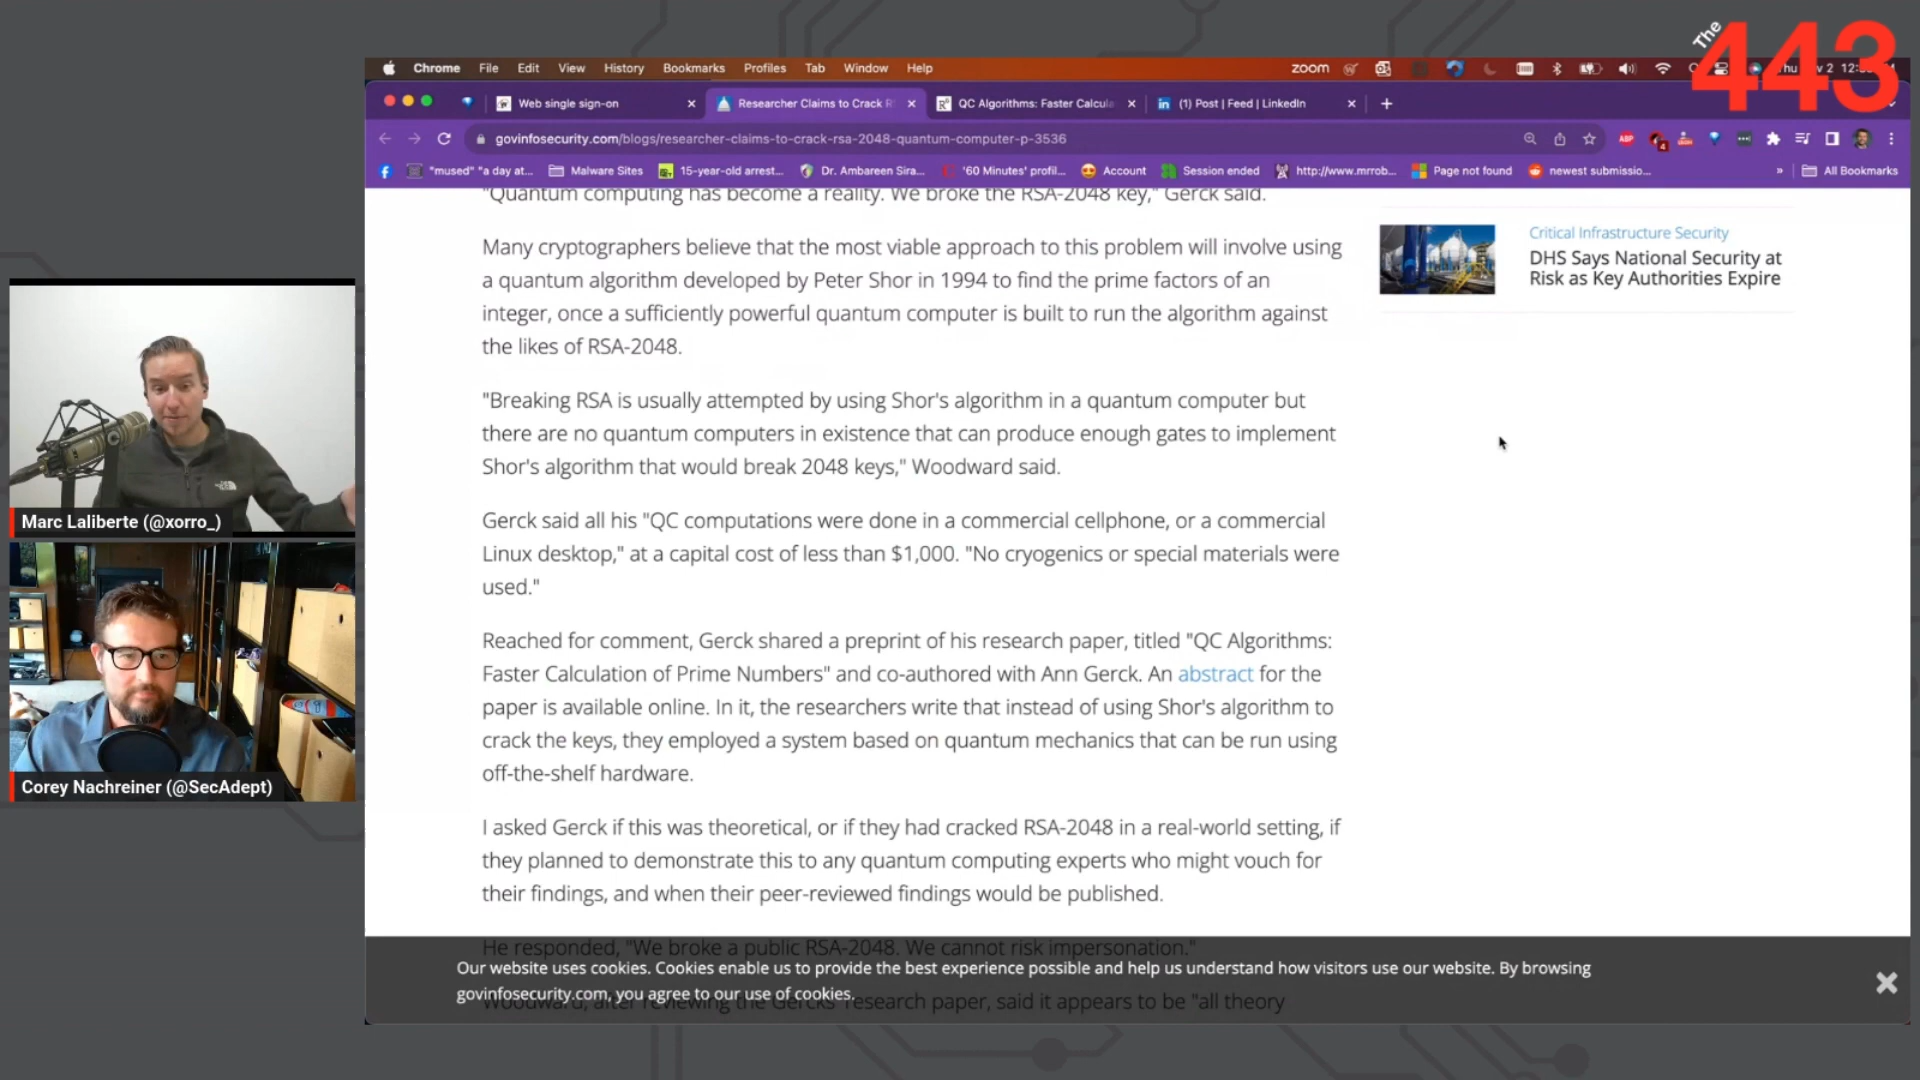 The
443
Chrome File Edit View History Bookmarks Profiles Tab Window Help
zoom
Web single sign-on
Researcher Claims to Crack R
QC Algorithms: Faster Calcula
(1) Post | Feed | LinkedIn
govinfosecurity.com/blogs/researcher-claims-to-crack-rsa-2048-quantum-computer-p-3536
"mused" "a day at...
Malware Sites
15-year-old arrest...
Dr. Ambareen Sira...
'60 Minutes' profil...
Account
Session ended
http://www.mrrob...
Page not found
newest submissio...
»
All Bookmarks
"Quantum computing has become a reality. We broke the RSA-2048 key," Gerck said.
Many cryptographers believe that the most viable approach to this problem will involve using
a quantum algorithm developed by Peter Shor in 1994 to find the prime factors of an
integer, once a sufficiently powerful quantum computer is built to run the algorithm against
the likes of RSA-2048.
"Breaking RSA is usually attempted by using Shor's algorithm in a quantum computer but
there are no quantum computers in existence that can produce enough gates to implement
Shor's algorithm that would break 2048 keys," Woodward said.
Gerck said all his "QC computations were done in a commercial cellphone, or a commercial
Linux desktop," at a capital cost of less than $1,000. "No cryogenics or special materials were
used."
Reached for comment, Gerck shared a preprint of his research paper, titled "QC Algorithms:
Faster Calculation of Prime Numbers" and co-authored with Ann Gerck. An abstract for the
paper is available online. In it, the researchers write that instead of using Shor's algorithm to
crack the keys, they employed a system based on quantum mechanics that can be run using
off-the-shelf hardware.
I asked Gerck if this was theoretical, or if they had cracked RSA-2048 in a real-world setting, if
they planned to demonstrate this to any quantum computing experts who might vouch for
their findings, and when their peer-reviewed findings would be published.
He responded, "We broke a public RSA-2048. We cannot risk impersonation."
Woodward, after reviewing the Gercks' research paper, said it appears to be "all theory
Our website uses cookies. Cookies enable us to provide the best experience possible and help us understand how visitors use our website. By browsing
govinfosecurity.com, you agree to our use of cookies.
Critical Infrastructure Security
DHS Says National Security at
Risk as Key Authorities Expire
Marc Laliberte (@xorro_)
Corey Nachreiner (@SecAdept)